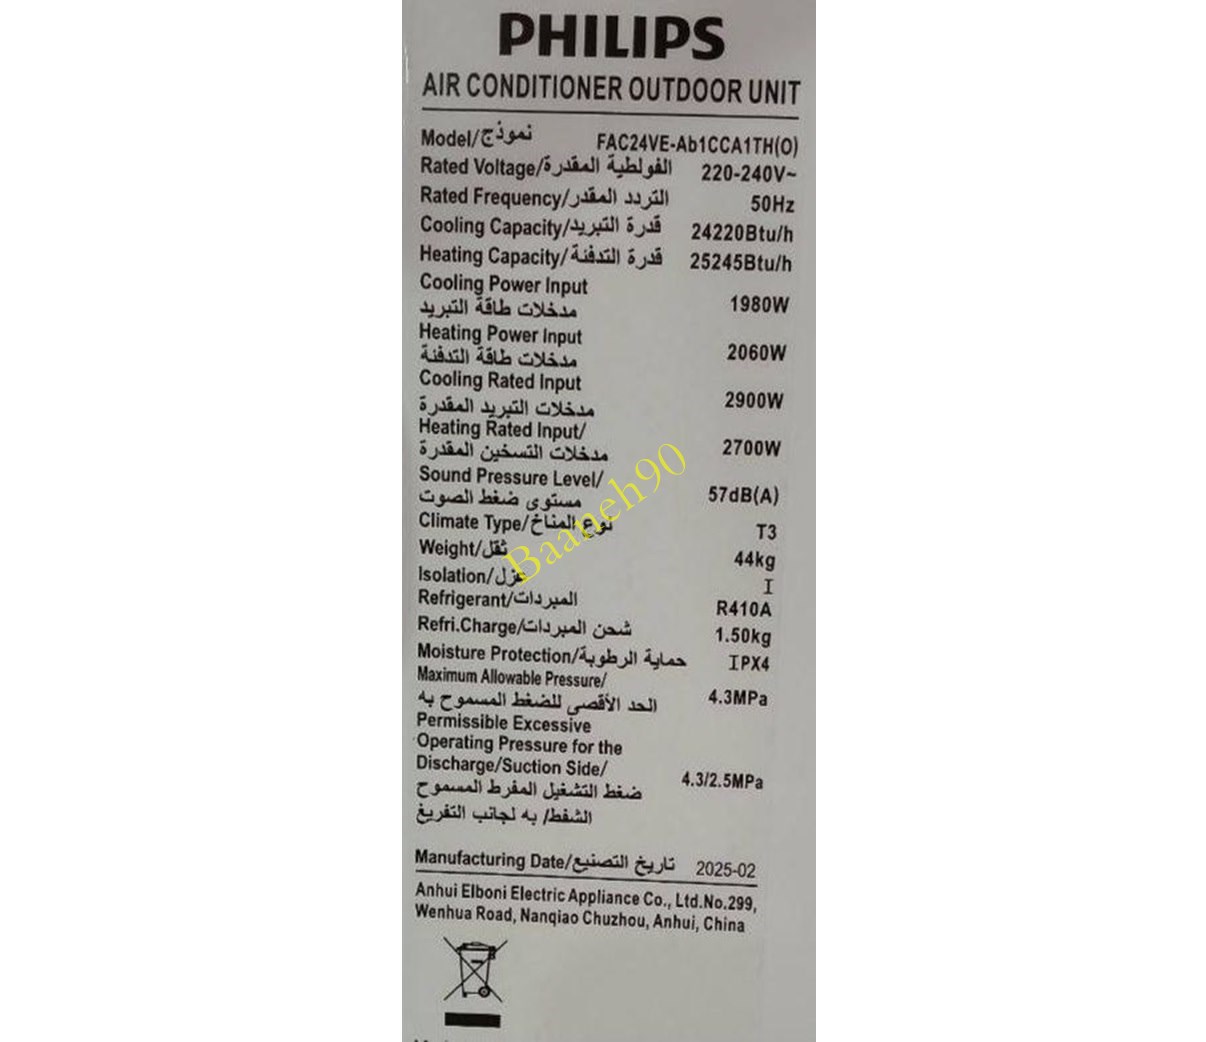 PHILIPS
AIR CONDITIONER OUTDOOR UNIT
Model/نموذج FAC24VE-Ab1CCA1TH(O)
Rated Voltage/الفولطية المقدرة 220-240V~
Rated Frequency/التردد المقدر 50Hz
Cooling Capacity/قدرة التبريد 24220Btu/h
Heating Capacity/قدرة التدفئة 25245Btu/h
Cooling Power Input 1980W
مدخلات طاقة التبريد
Heating Power Input 2060W
مدخلات طاقة التدفئة
Cooling Rated Input 2900W
مدخلات التبريد المقدرة
Heating Rated Input/ 2700W
مدخلات التسخين المقدرة
Sound Pressure Level/ 57dB(A)
مستوى ضغط الصوت
Climate Type/نوع المناخ T3
Weight/ثقل 44kg
Isolation/عزل I
Refrigerant/المبردات R410A
Refri.Charge/شحن المبردات 1.50kg
Moisture Protection/حماية الرطوبة IPX4
Maximum Allowable Pressure/ 4.3MPa
الحد الأقصى للضغط المسموح به
Permissible Excessive
Operating Pressure for the
Discharge/Suction Side/ 4.3/2.5MPa
ضغط التشغيل المفرط المسموح
الشفط/ به لجانب التفريغ
Manufacturing Date/تاريخ التصنيع 2025-02
Anhui Elboni Electric Appliance Co., Ltd.No.299,
Wenhua Road, Nanqiao Chuzhou, Anhui, China
Baaneh90